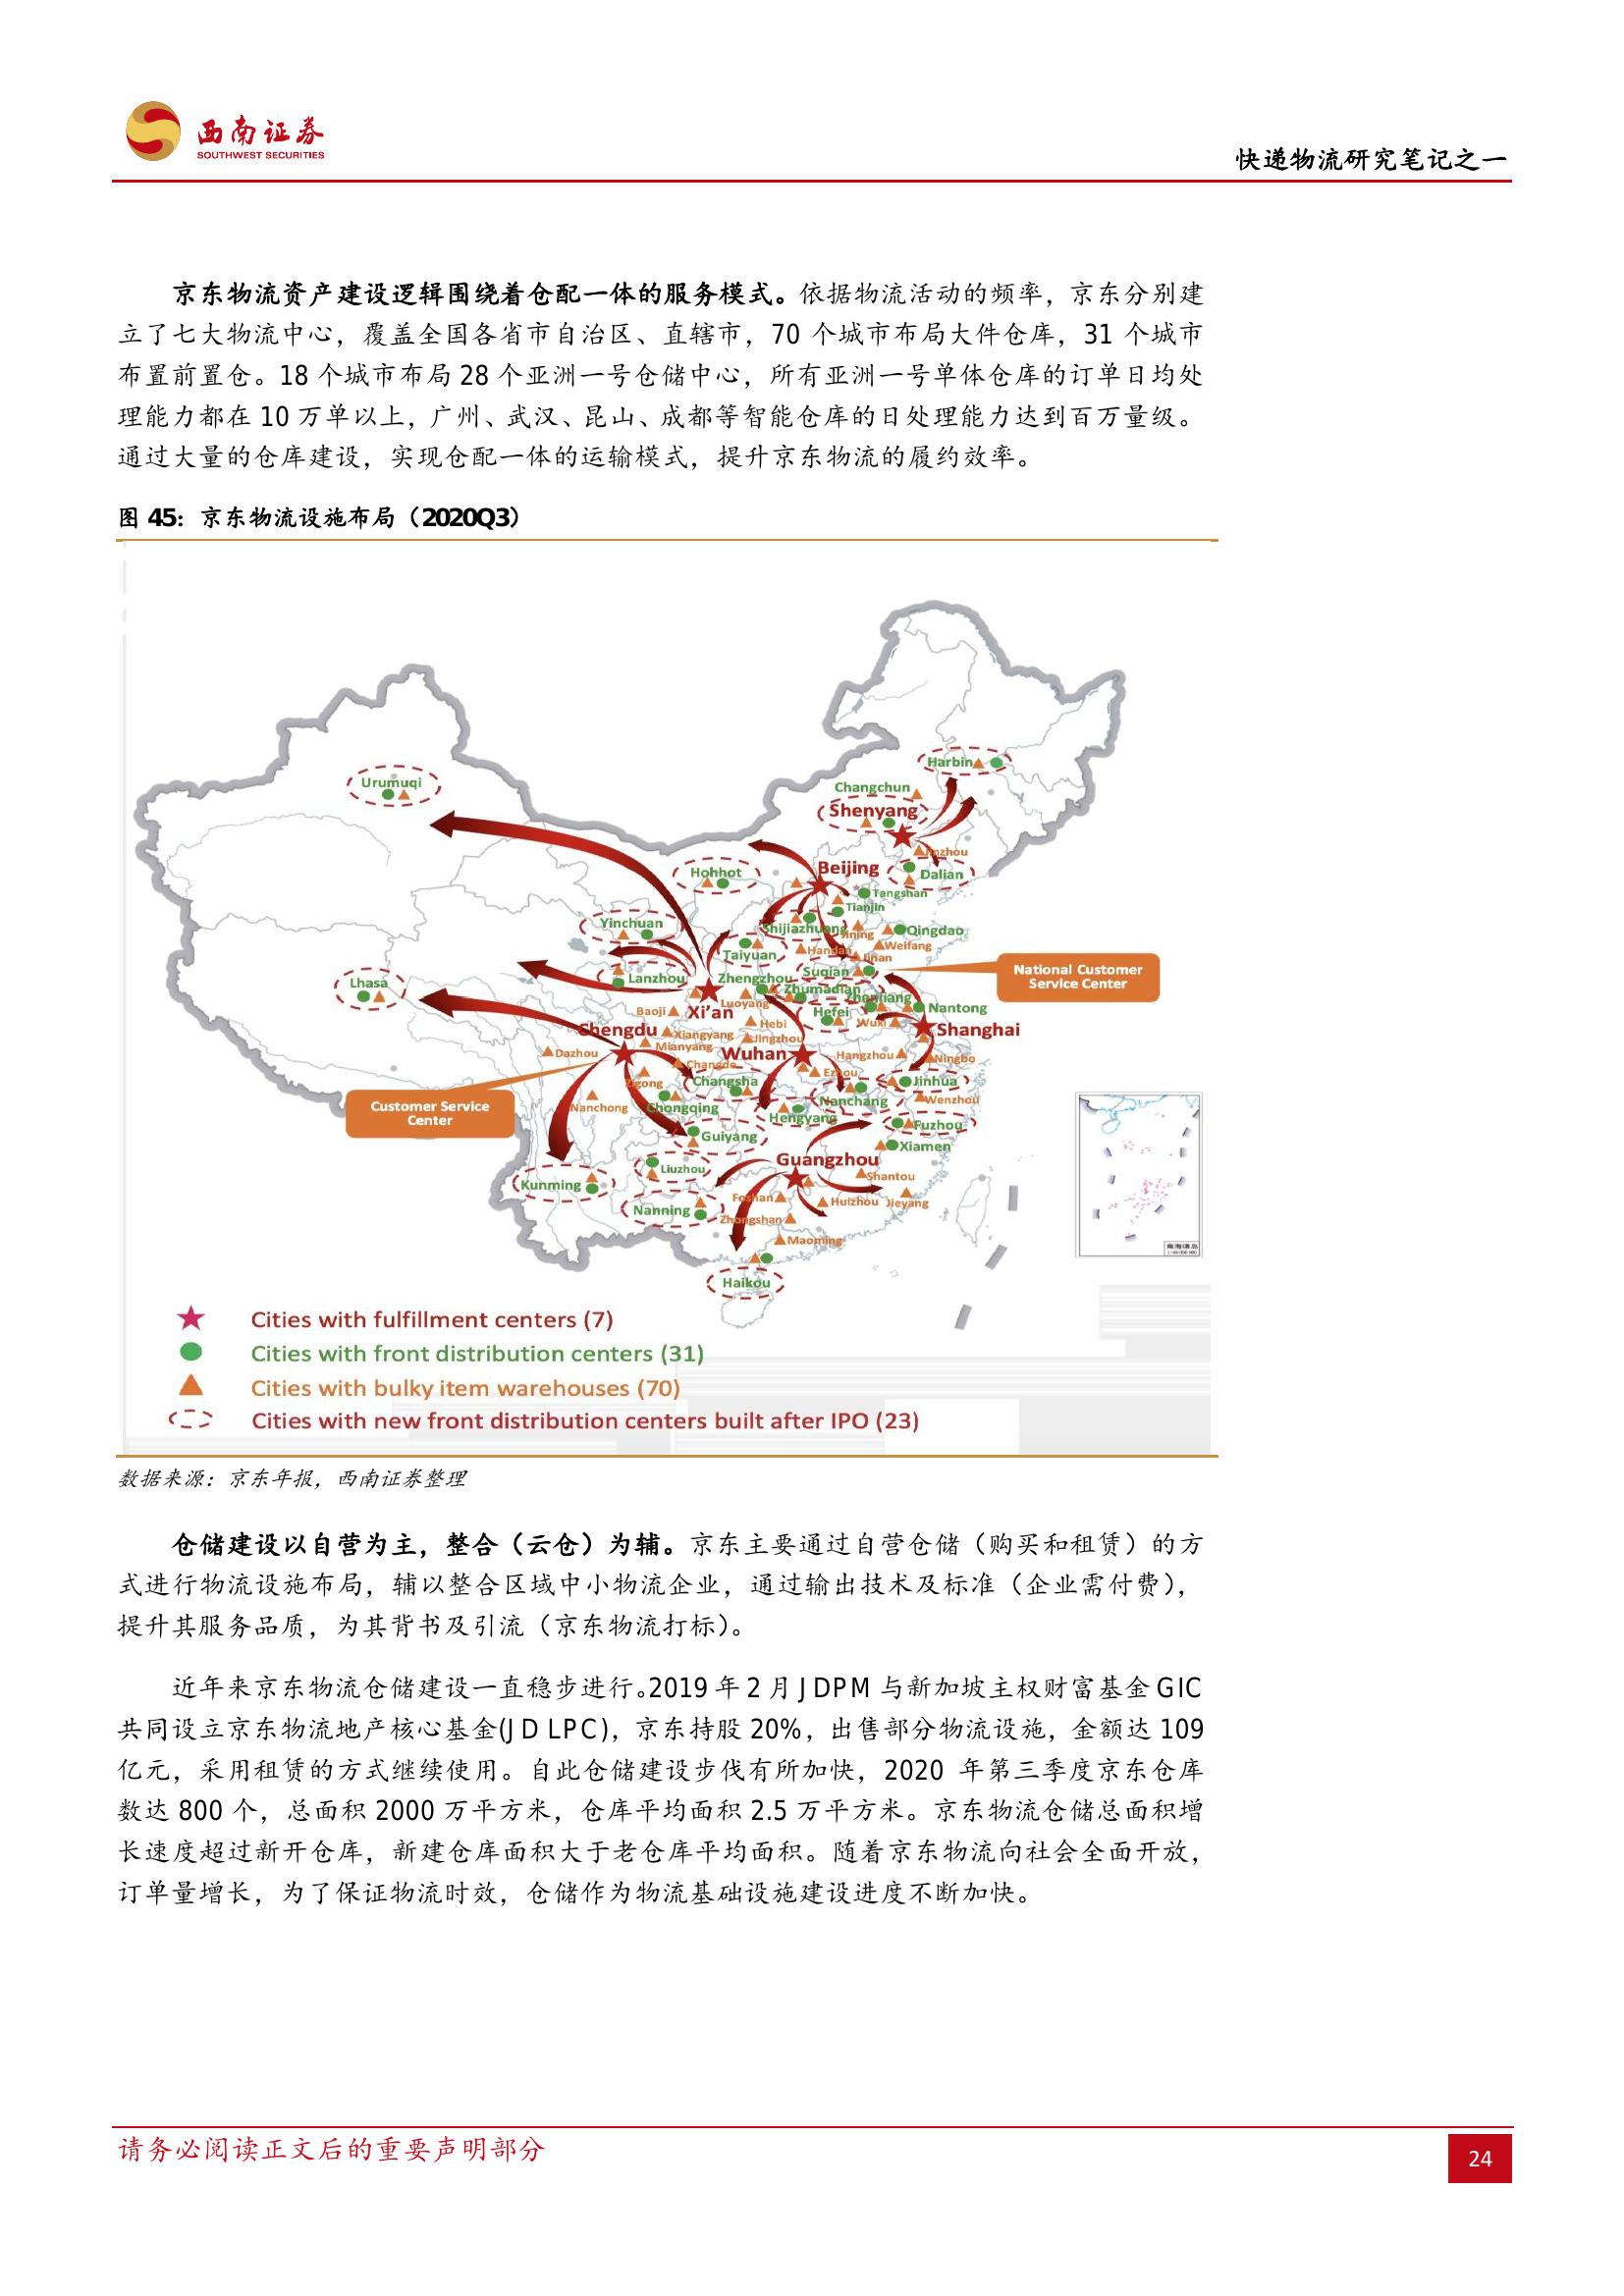 西南证券
SOUTHWEST SECURITIES
快递物流研究笔记之一
京东物流资产建设逻辑围绕着仓配一体的服务模式。依据物流活动的频率，京东分别建
立了七大物流中心，覆盖全国各省市自治区、直辖市，70 个城市布局大件仓库，31 个城市
布置前置仓。18 个城市布局 28 个亚洲一号仓储中心，所有亚洲一号单体仓库的订单日均处
理能力都在 10 万单以上，广州、武汉、昆山、成都等智能仓库的日处理能力达到百万量级。
通过大量的仓库建设，实现仓配一体的运输模式，提升京东物流的履约效率。
图 45：京东物流设施布局（2020Q3）
Harbin
Urumuqi
Changchun
Shenyang
Jinzhou
Beijing
Hohhot
Dalian
Tangshan
Tianjin
Yinchuan
Shijiazhuang
Jining
Qingdao
Weifang
Taiyuan
Handan
Jinan
National Customer
Service Center
Lhasa
Lanzhou
Zhengzhou
Suqian
Zhumadian
Zhenjiang
Luoyang
Nantong
Baoji
Xi'an
Hefei
Wuxi
Hebi
Shanghai
Chengdu
Xiangyang
Jingzhou
Mianyang
Dazhou
Wuhan
Hangzhou
Ningbo
Changde
Ezhou
Zigong
Changsha
Jinhua
Customer Service
Center
Nanchong
Chongqing
Nanchang
Wenzhou
Hengyang
Fuzhou
Guiyang
Xiamen
Guangzhou
Liuzhou
Shantou
Kunming
Foshan
Huizhou
Jieyang
Nanning
Zhongshan
Maoming
南海诸岛
Haikou
Cities with fulfillment centers (7)
Cities with front distribution centers (31)
Cities with bulky item warehouses (70)
Cities with new front distribution centers built after IPO (23)
数据来源：京东年报，西南证券整理
仓储建设以自营为主，整合（云仓）为辅。京东主要通过自营仓储（购买和租赁）的方
式进行物流设施布局，辅以整合区域中小物流企业，通过输出技术及标准（企业需付费），
提升其服务品质，为其背书及引流（京东物流打标）。
近年来京东物流仓储建设一直稳步进行。2019 年 2 月 JDPM 与新加坡主权财富基金 GIC
共同设立京东物流地产核心基金(JD LPC)，京东持股 20%，出售部分物流设施，金额达 109
亿元，采用租赁的方式继续使用。自此仓储建设步伐有所加快，2020 年第三季度京东仓库
数达 800 个，总面积 2000 万平方米，仓库平均面积 2.5 万平方米。京东物流仓储总面积增
长速度超过新开仓库，新建仓库面积大于老仓库平均面积。随着京东物流向社会全面开放，
订单量增长，为了保证物流时效，仓储作为物流基础设施建设进度不断加快。
请务必阅读正文后的重要声明部分
24